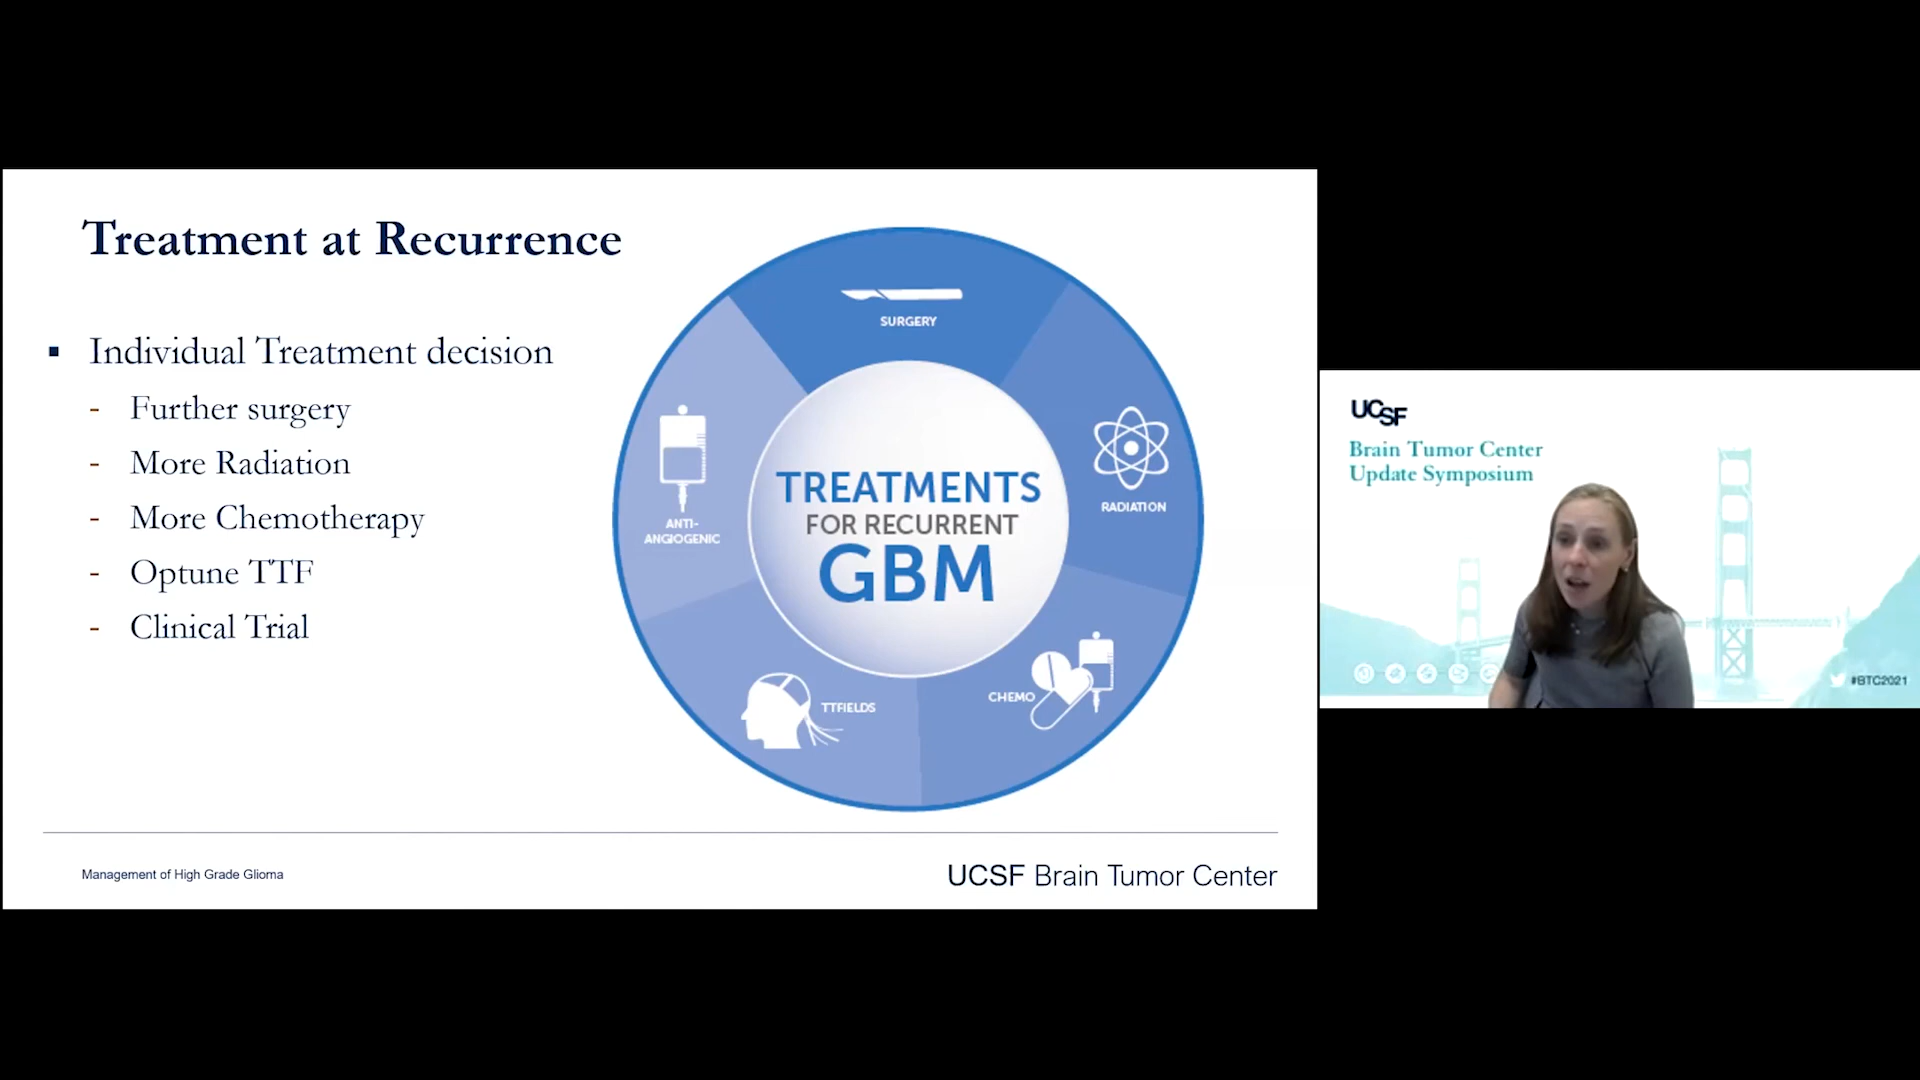 Treatment at Recurrence
▪ Individual Treatment decision
- Further surgery
- More Radiation
- More Chemotherapy
- Optune TTF
- Clinical Trial
SURGERY
RADIATION
CHEMO
TTFIELDS
ANTI-
ANGIOGENIC
TREATMENTS
FOR RECURRENT
GBM
Management of High Grade Glioma
UCSF Brain Tumor Center
UCSF
Brain Tumor Center
Update Symposium
#BTC2021